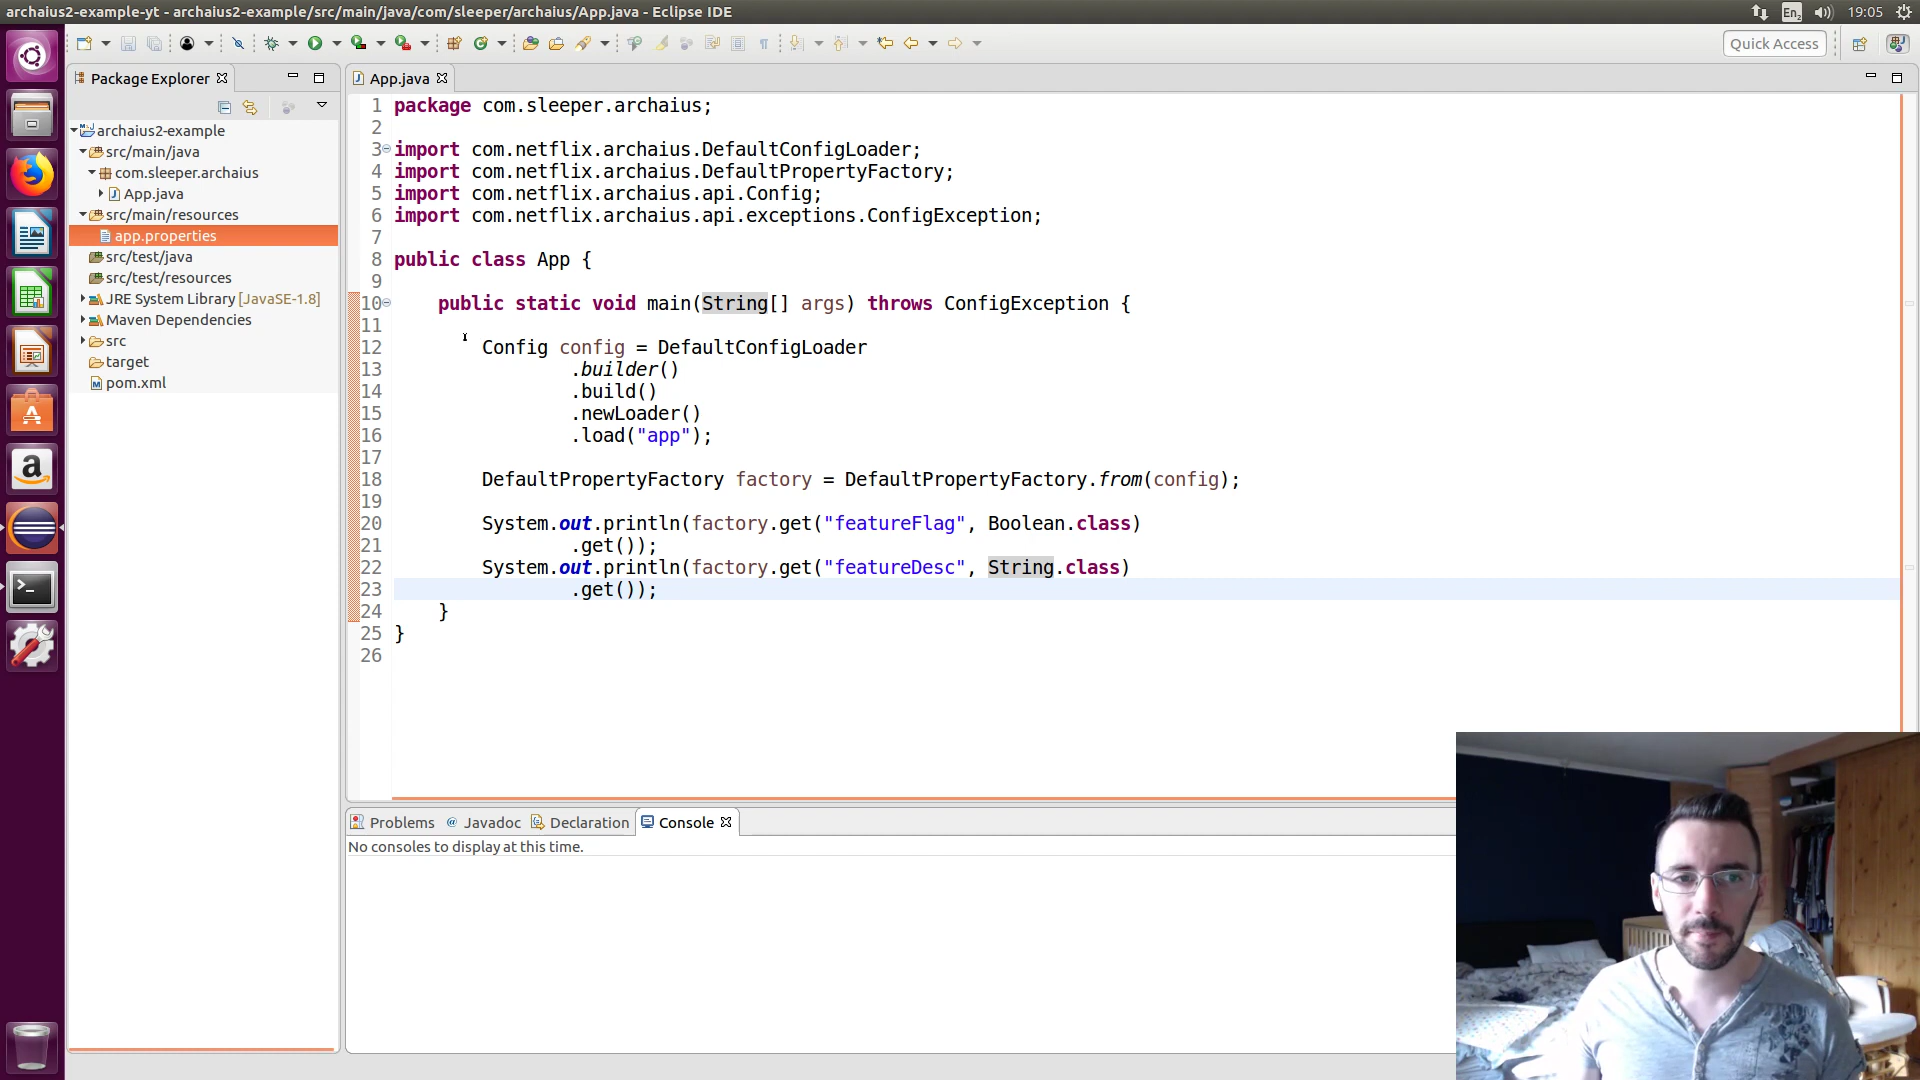 archaius2-example-yt - archaius2-example/src/main/java/com/sleeper/archaius/App.java - Eclipse IDE
En2
19:05
Quick Access
Package Explorer
archaius2-example
src/main/java
com.sleeper.archaius
App.java
src/main/resources
app.properties
src/test/java
src/test/resources
JRE System Library [JavaSE-1.8]
Maven Dependencies
src
target
pom.xml
App.java
1 package com.sleeper.archaius;
2
3 import com.netflix.archaius.DefaultConfigLoader;
4 import com.netflix.archaius.DefaultPropertyFactory;
5 import com.netflix.archaius.api.Config;
6 import com.netflix.archaius.api.exceptions.ConfigException;
7
8 public class App {
9
10 public static void main(String[] args) throws ConfigException {
11
12 Config config = DefaultConfigLoader
13 .builder()
14 .build()
15 .newLoader()
16 .load("app");
17
18 DefaultPropertyFactory factory = DefaultPropertyFactory.from(config);
19
20 System.out.println(factory.get("featureFlag", Boolean.class)
21 .get());
22 System.out.println(factory.get("featureDesc", String.class)
23 .get());
24 }
25 }
26
Problems @ Javadoc Declaration Console
No consoles to display at this time.